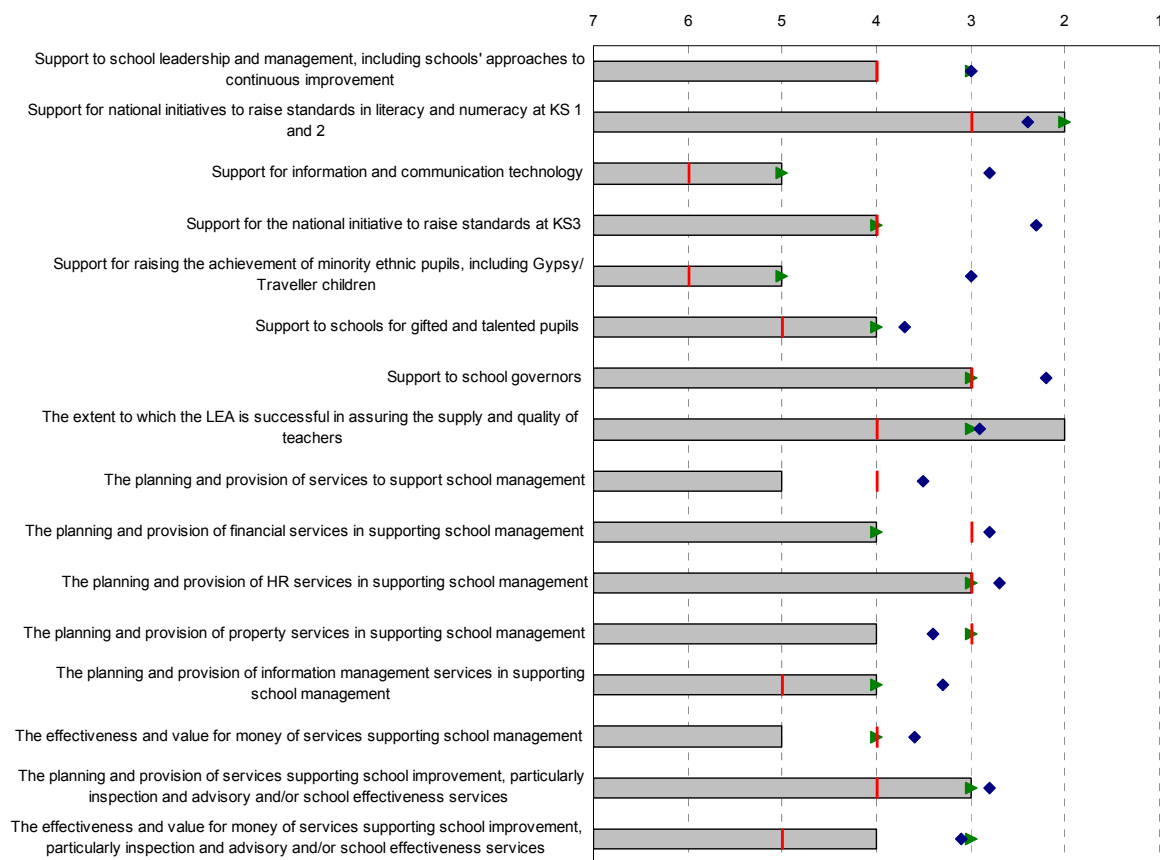 7 6 5 4 3 2 1
Support to school leadership and management, including schools' approaches to
continuous improvement
Support for national initiatives to raise standards in literacy and numeracy at KS 1
and 2
Support for information and communication technology
Support for the national initiative to raise standards at KS3
Support for raising the achievement of minority ethnic pupils, including Gypsy/
Traveller children
Support to schools for gifted and talented pupils
Support to school governors
The extent to which the LEA is successful in assuring the supply and quality of
teachers
The planning and provision of services to support school management
The planning and provision of financial services in supporting school management
The planning and provision of HR services in supporting school management
The planning and provision of property services in supporting school management
The planning and provision of information management services in supporting
school management
The effectiveness and value for money of services supporting school management
The planning and provision of services supporting school improvement, particularly
inspection and advisory and/or school effectiveness services
The effectiveness and value for money of services supporting school improvement,
particularly inspection and advisory and/or school effectiveness services